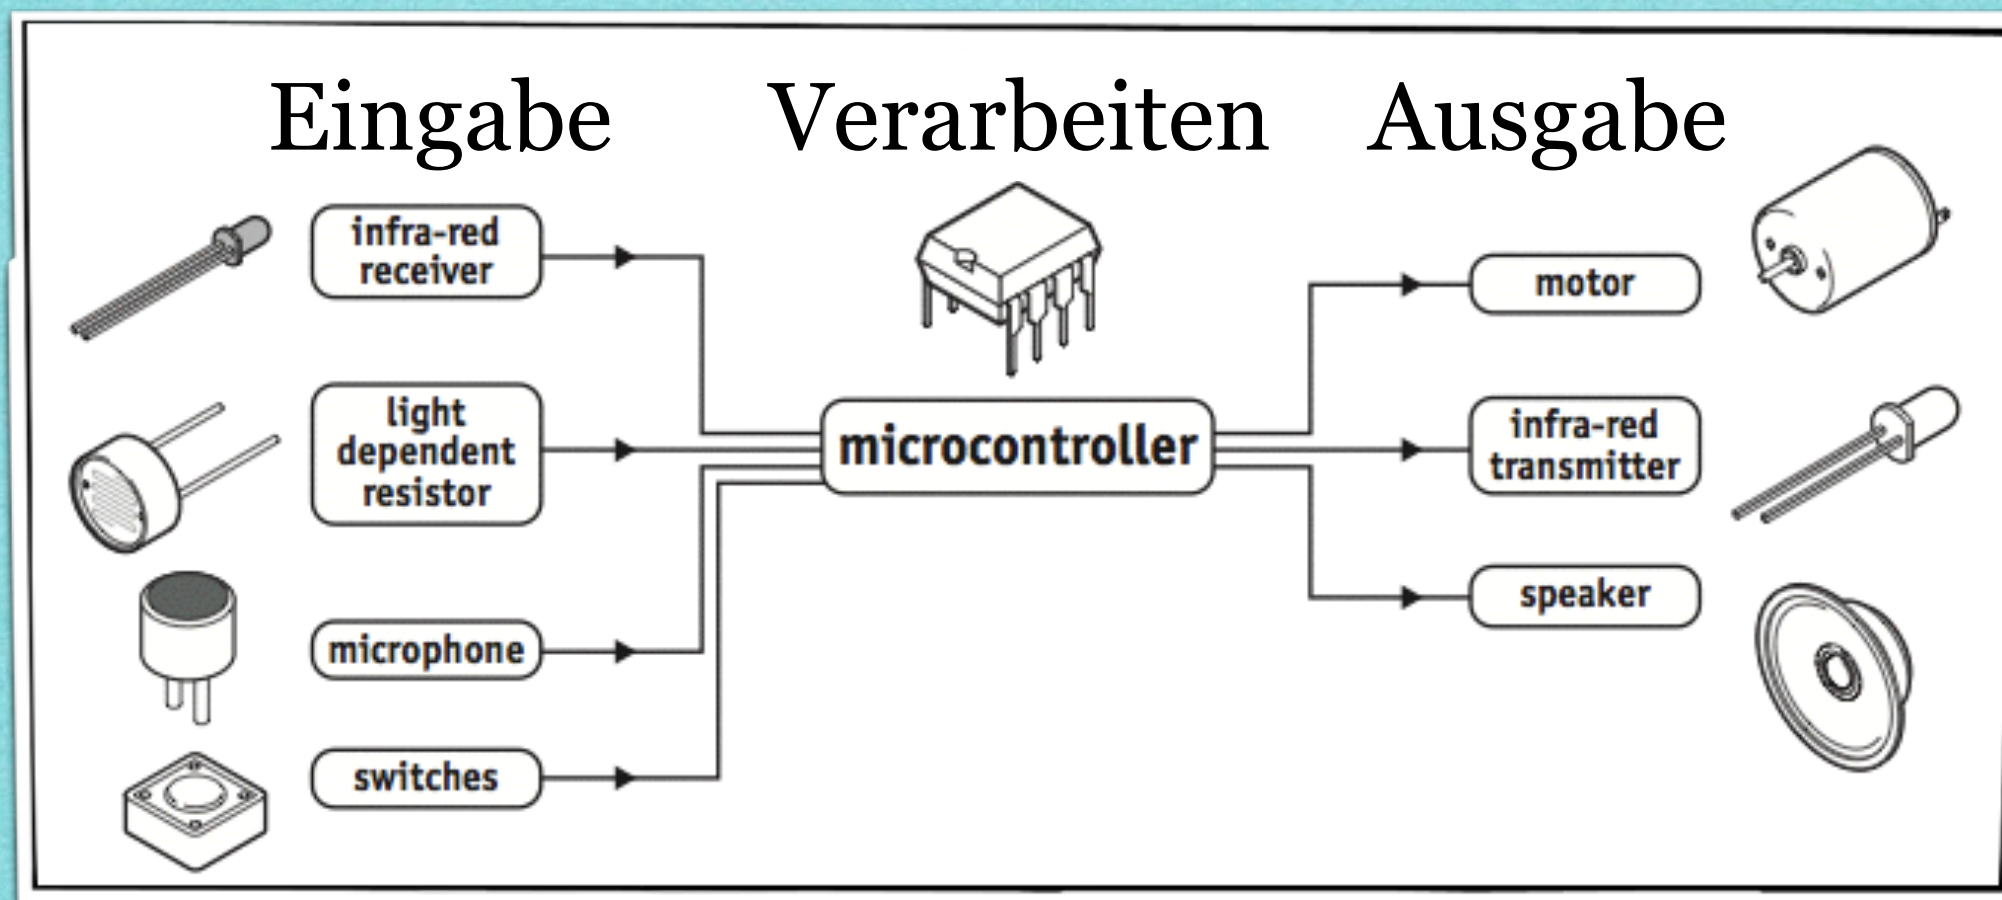 Eingabe
Verarbeiten
Ausgabe
infra-red
receiver
light
dependent
resistor
microphone
switches
microcontroller
motor
infra-red
transmitter
speaker